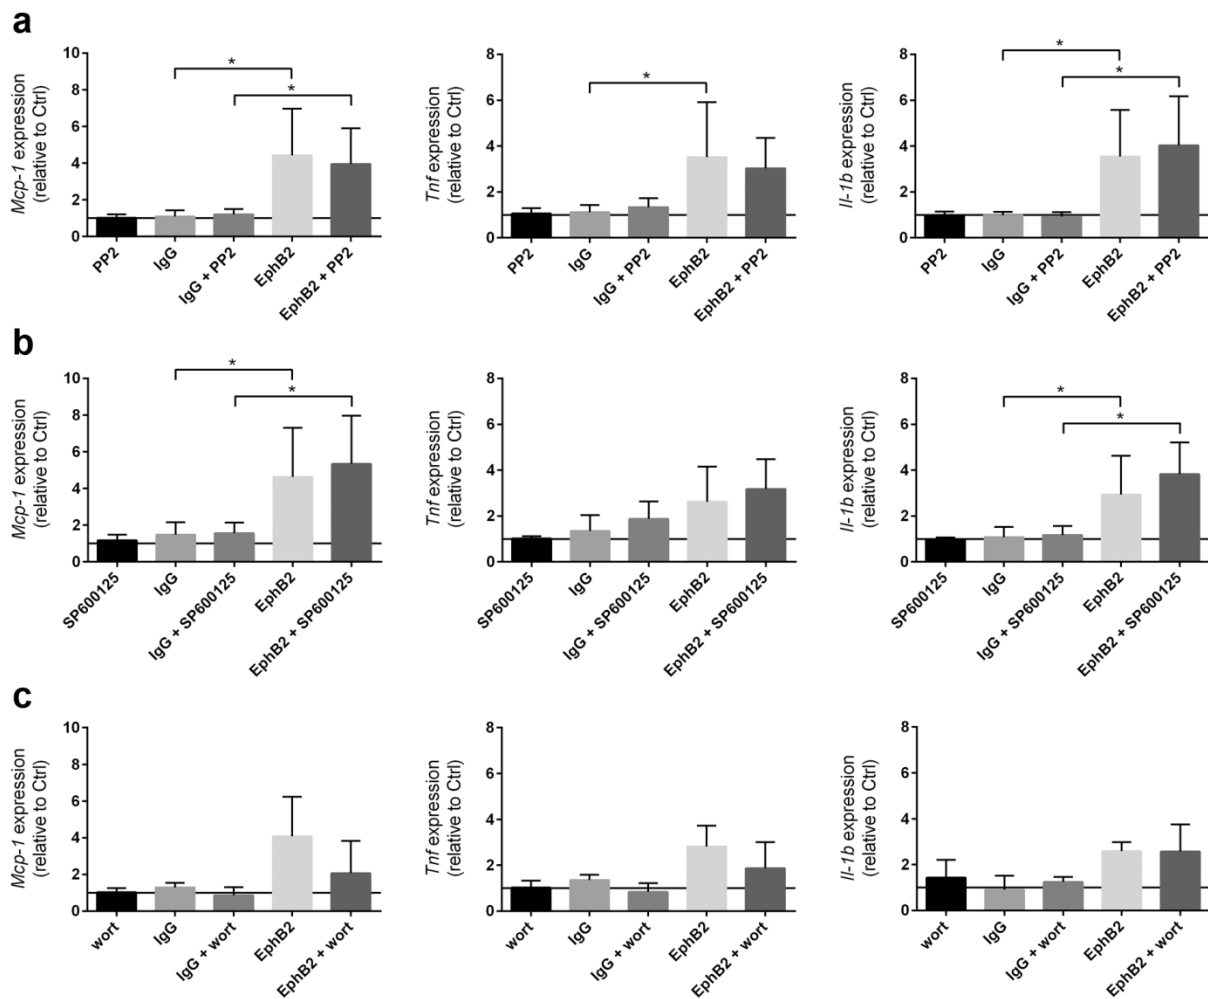 a
Mcp-1 expression
(relative to Ctrl)
10
8
6
4
2
0
*
*
PP2
IgG
IgG + PP2
EphB2
EphB2 + PP2
Tnf expression
(relative to Ctrl)
8
6
4
2
0
*
PP2
IgG
IgG + PP2
EphB2
EphB2 + PP2
Il-1b expression
(relative to Ctrl)
8
6
4
2
0
*
*
PP2
IgG
IgG + PP2
EphB2
EphB2 + PP2
b
Mcp-1 expression
(relative to Ctrl)
10
8
6
4
2
0
*
*
SP600125
IgG
IgG + SP600125
EphB2
EphB2 + SP600125
Tnf expression
(relative to Ctrl)
8
6
4
2
0
SP600125
IgG
IgG + SP600125
EphB2
EphB2 + SP600125
Il-1b expression
(relative to Ctrl)
8
6
4
2
0
*
*
SP600125
IgG
IgG + SP600125
EphB2
EphB2 + SP600125
c
Mcp-1 expression
(relative to Ctrl)
10
8
6
4
2
0
wort
IgG
IgG + wort
EphB2
EphB2 + wort
Tnf expression
(relative to Ctrl)
8
6
4
2
0
wort
IgG
IgG + wort
EphB2
EphB2 + wort
Il-1b expression
(relative to Ctrl)
8
6
4
2
0
wort
IgG
IgG + wort
EphB2
EphB2 + wort